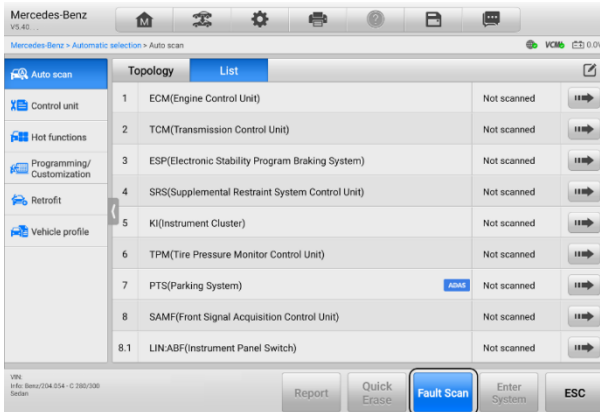 Mercedes-Benz
V5.40. . .
Mercedes-Benz > Automatic selection > Auto scan
VCMI
0.0V
Auto scan
Topology
List
Control unit
Hot functions
Programming/
Customization
Retrofit
Vehicle profile
1 ECM(Engine Control Unit) Not scanned
2 TCM(Transmission Control Unit) Not scanned
3 ESP(Electronic Stability Program Braking System) Not scanned
4 SRS(Supplemental Restraint System Control Unit) Not scanned
5 KI(Instrument Cluster) Not scanned
6 TPM(Tire Pressure Monitor Control Unit) Not scanned
7 PTS(Parking System) ADAS Not scanned
8 SAMF(Front Signal Acquisition Control Unit) Not scanned
8.1 LIN:ABF(Instrument Panel Switch) Not scanned
VIN:
Info: Benz/204.054 - C 280/300
Sedan
Report
Quick
Erase
Fault Scan
Enter
System
ESC